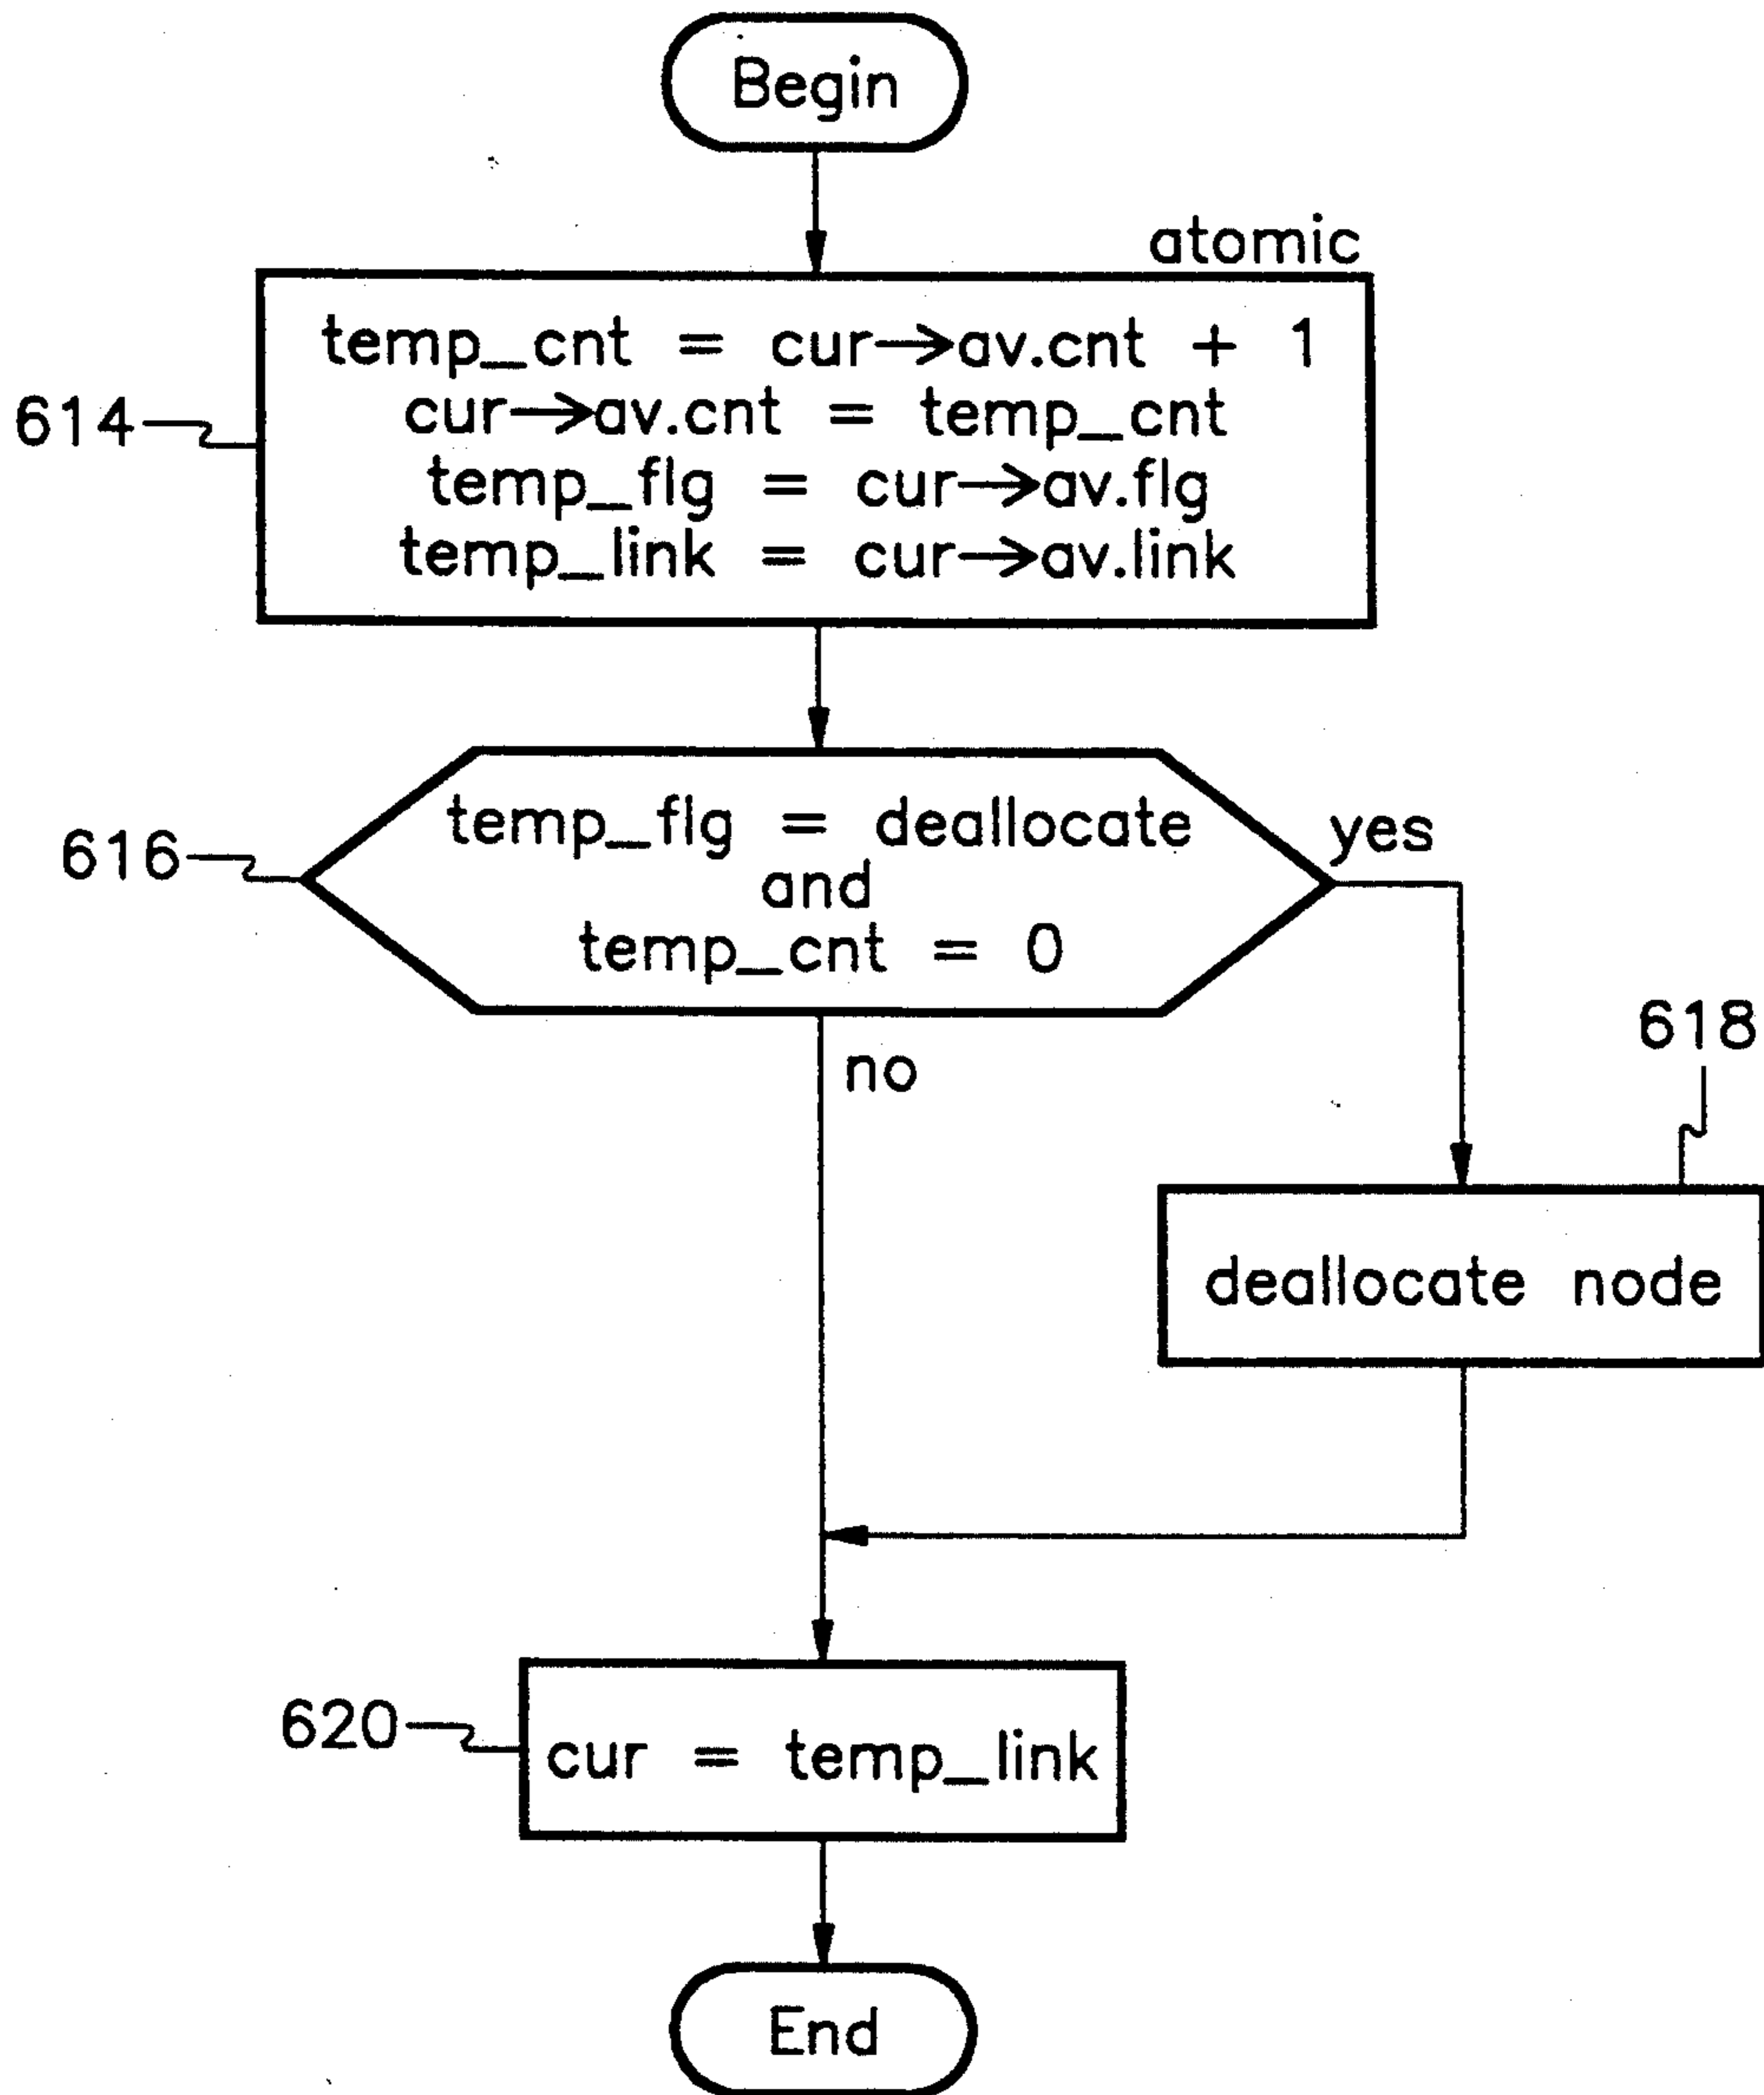 Begin
atomic
temp_cnt = cur→av.cnt + 1
cur→av.cnt = temp_cnt
614
temp_flg = cur→av.flg
temp_link = cur→av.link
temp_flg = deallocate
yes
616
and
temp_cnt = 0
618
no
deallocate node
620
cur = temp_link
End